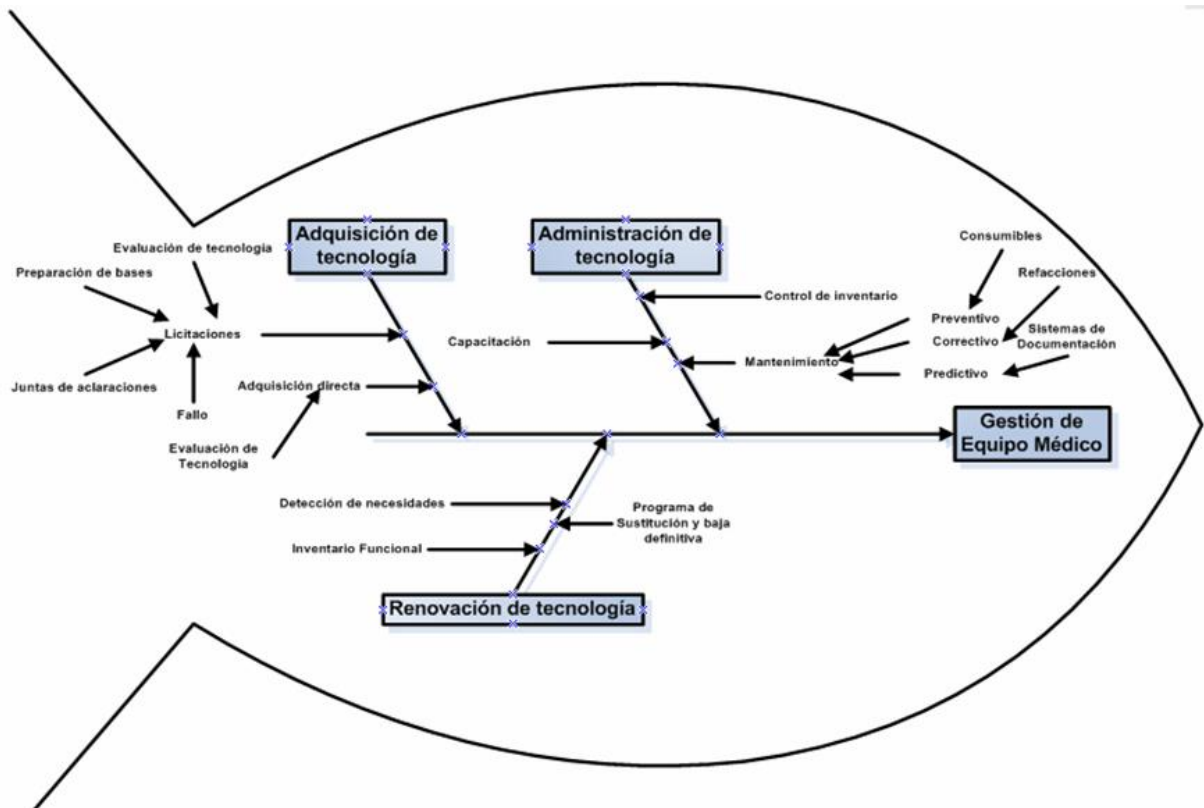 Adquisición de
tecnología
Administración de
tecnología
Consumibles
Evaluación de tecnología
Preparación de bases
Refacciones
Control de inventario
Licitaciones
Preventivo
Sistemas de
Documentación
Capacitación
Correctivo
Mantenimiento
Predictivo
Juntas de aclaraciones
Adquisición directa
Fallo
Gestión de
Equipo Médico
Evaluación de
Tecnología
Detección de necesidades
Programa de
Sustitución y baja
definitiva
Inventario Funcional
Renovación de tecnología